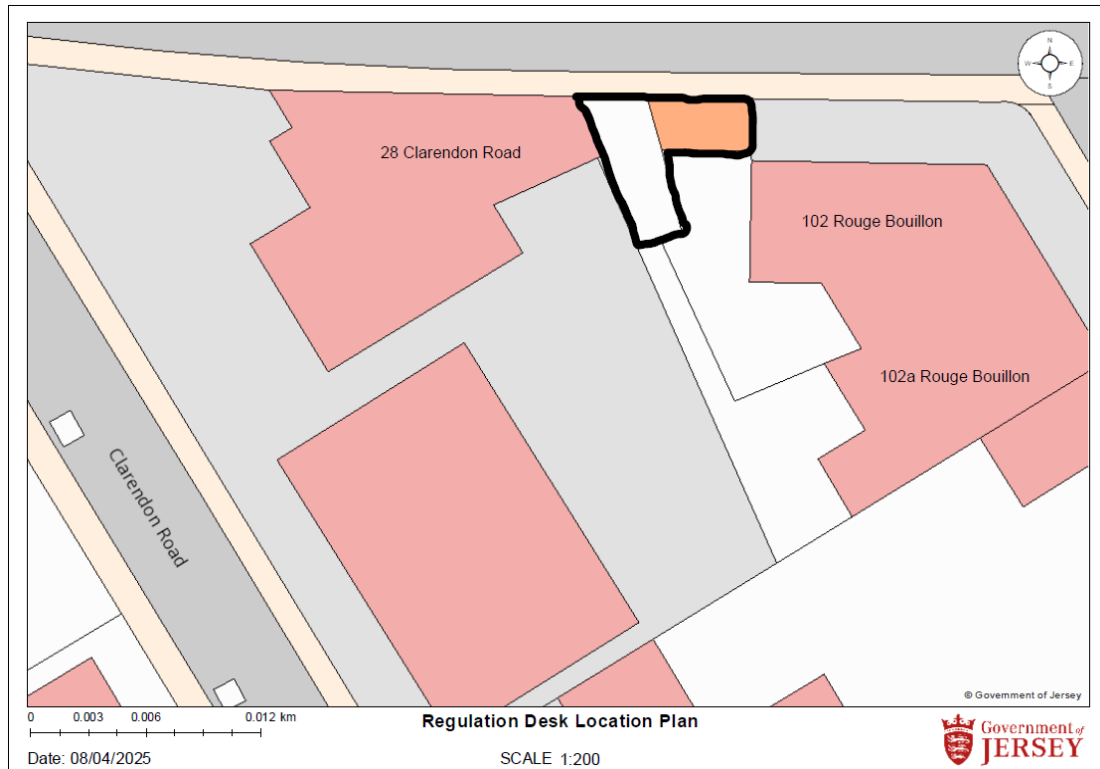 N
W E
S
28 Clarendon Road
102 Rouge Bouillon
102a Rouge Bouillon
Clarendon Road
© Government of Jersey
0 0.003 0.006 0.012 km
Regulation Desk Location Plan
Date: 08/04/2025
SCALE 1:200
Government of
JERSEY